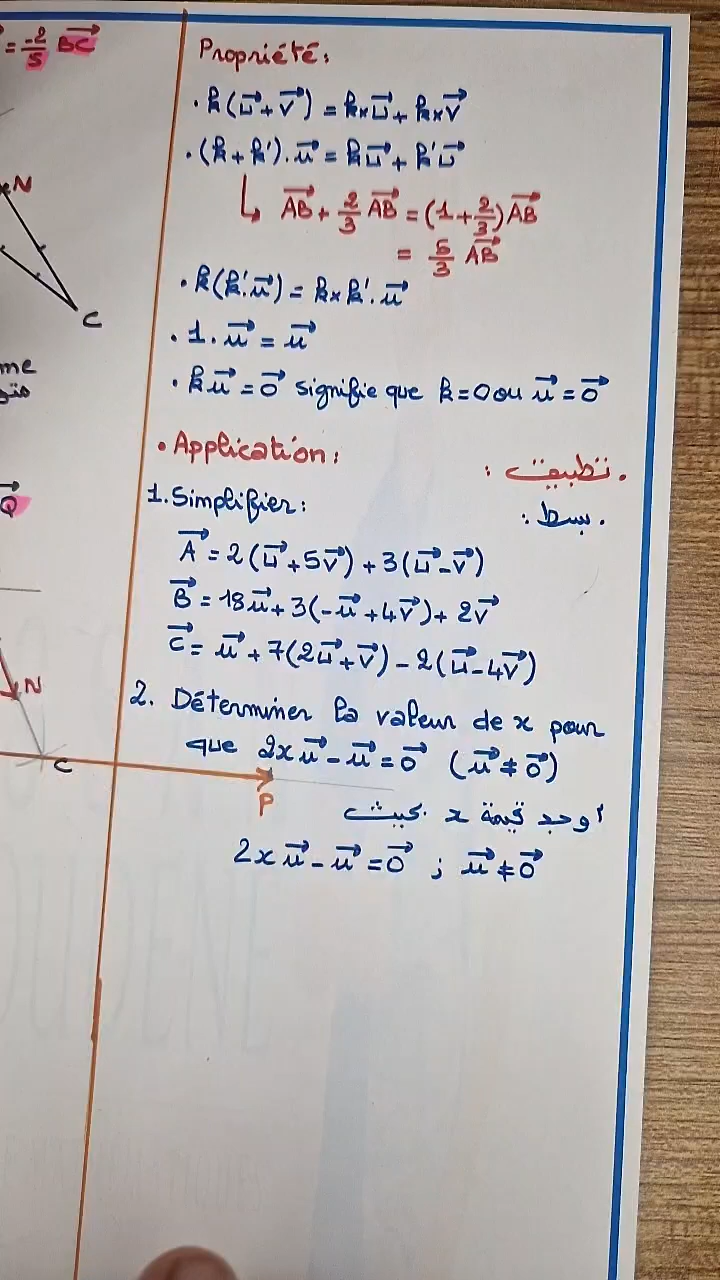 = -2/5 BC→
N
C
me
Q→
N
C
P
Propriété:
· k(u→ + v→) = k×u→ + k×v→
· (k + k').u→ = ku→ + k'u→
↳ AB→ + 2/3 AB→ = (1 + 2/3)AB→
= 5/3 AB→
· k(k'.u→) = k×k'.u→
· 1.u→ = u→
· ku→ = 0→ signifie que k=0 ou u→ = 0→
· Application: . تطبيق :
1. Simplifier: . بسط :
A→ = 2(u→ + 5v→) + 3(u→ - v→)
B→ = 18u→ + 3(-u→ + 4v→) + 2v→
C→ = u→ + 7(2u→ + v→) - 2(u→ - 4v→)
2. Déterminer la valeur de x pour
que 2xu→ - u→ = 0→ (u→ ≠ 0→)
أوجد قيمة x بحيث
2xu→ - u→ = 0→ ; u→ ≠ 0→